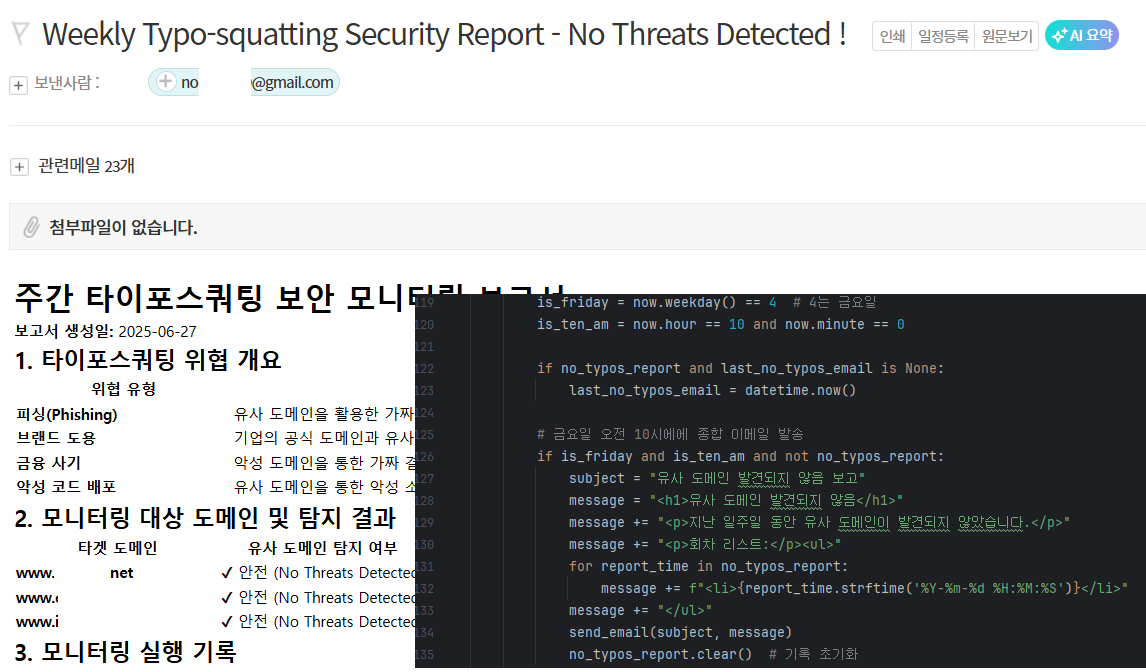 Weekly Typo-squatting Security Report - No Threats Detected !
인쇄 일정등록 원문보기 AI 요약
보낸사람 : no @gmail.com
관련메일 23개
첨부파일이 없습니다.
주간 타이포스쿼팅 보안 모니터링 보고서
보고서 생성일: 2025-06-27
1. 타이포스쿼팅 위협 개요
위협 유형
피싱(Phishing) 유사 도메인을 활용한 가짜
브랜드 도용 기업의 공식 도메인과 유사
금융 사기 악성 도메인을 통한 가짜
악성 코드 배포 유사 도메인을 통한 악성
2. 모니터링 대상 도메인 및 탐지 결과
타겟 도메인 유사 도메인 탐지 여부
www. net ✓ 안전 (No Threats Detected
www. ✓ 안전 (No Threats Detected
www.i ✓ 안전 (No Threats Detected
3. 모니터링 실행 기록
119 is_friday = now.weekday() == 4 # 4는 금요일
120 is_ten_am = now.hour == 10 and now.minute == 0
121
122 if no_typos_report and last_no_typos_email is None:
123 last_no_typos_email = datetime.now()
124
125 # 금요일 오전 10시에에 종합 이메일 발송
126 if is_friday and is_ten_am and not no_typos_report:
127 subject = "유사 도메인 발견되지 않음 보고"
128 message = "<h1>유사 도메인 발견되지 않음</h1>"
129 message += "<p>지난 일주일 동안 유사 도메인이 발견되지 않았습니다.</p>"
130 message += "<p>회차 리스트:</p><ul>"
131 for report_time in no_typos_report:
132 message += f"<li>{report_time.strftime('%Y-%m-%d %H:%M:%S')}</li>"
133 message += "</ul>"
134 send_email(subject, message)
135 no_typos_report.clear() # 기록 초기화